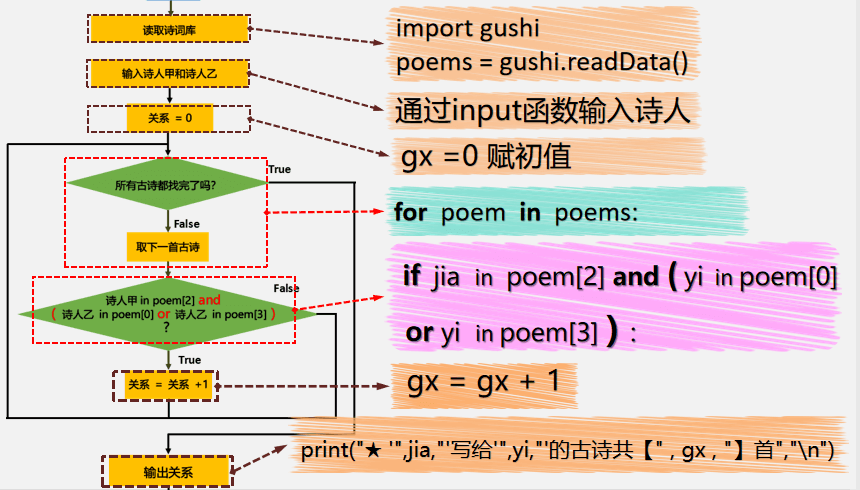 读取诗词库
import gushi
poems = gushi.readData()
输入诗人甲和诗人乙
通过input函数输入诗人
关系 = 0
gx =0 赋初值
所有古诗都找完了吗?
True
False
for poem in poems:
取下一首古诗
诗人甲 in poem[2] and
( 诗人乙 in poem[0] or 诗人乙 in poem[3] )
?
False
if jia in poem[2] and ( yi in poem[0]
or yi in poem[3] ) :
True
关系 = 关系 +1
gx = gx + 1
输出关系
print("★ '",jia,"'写给'",yi,"'的古诗共【" , gx , "】首","\n")